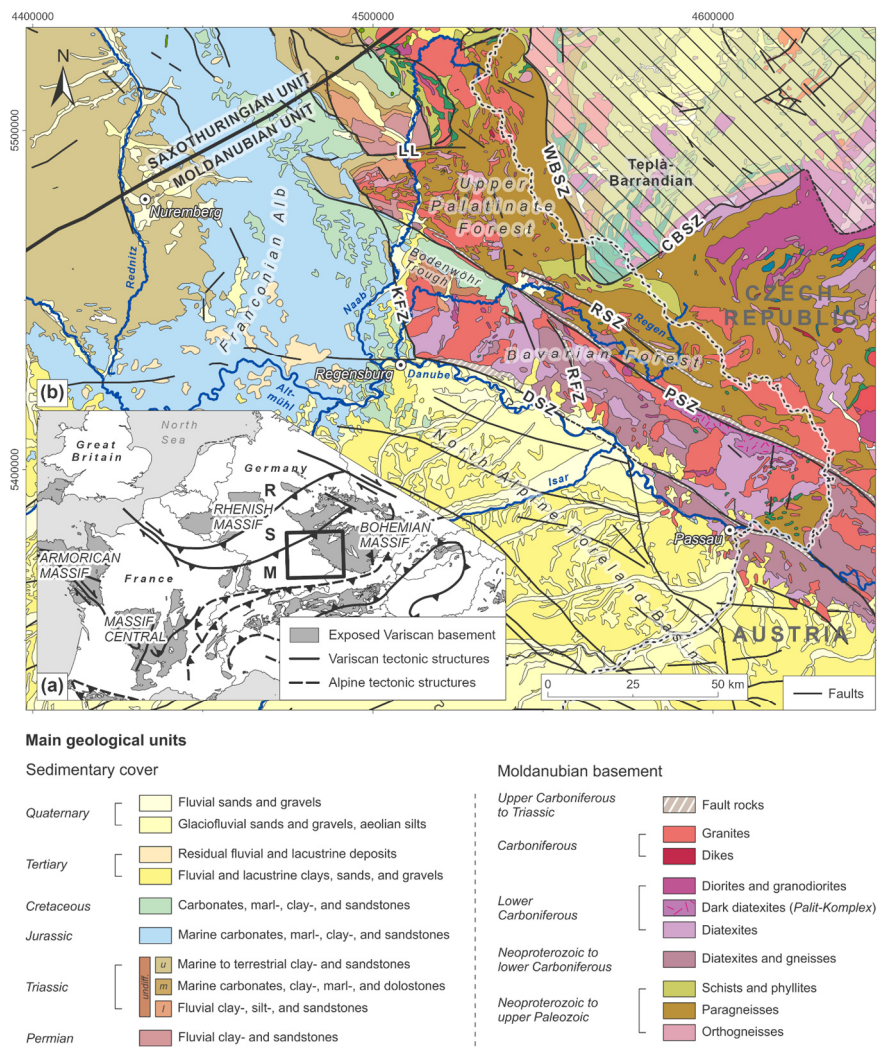 4400000
4500000
4600000
N
5500000
5400000
SAXOTHURINGIAN UNIT
MOLDANUBIAN UNIT
Nuremberg
Rednitz
Franconian Alb
LL
WBSZ
Teplá-
Barrandian
Upper
Palatinate
Forest
CBSZ
Bodenwöhr
Trough
Naab
KFZ
RSZ
Regen
CZECH
REPUBLIC
Bavarian Forest
(b)
Regensburg
Danube
RFZ
PSZ
Alt-
mühl
DSZ
North Alpine Foreland Basin
Isar
Passau
AUSTRIA
North
Sea
Great
Britain
Germany
R
RHENISH
MASSIF
S
BOHEMIAN
MASSIF
ARMORICAN
MASSIF
M
France
MASSIF
CENTRAL
Exposed Variscan basement
Variscan tectonic structures
Alpine tectonic structures
(a)
0 25 50 km
Faults
Main geological units
Sedimentary cover
Quaternary
Fluvial sands and gravels
Glaciofluvial sands and gravels, aeolian silts
Tertiary
Residual fluvial and lacustrine deposits
Fluvial and lacustrine clays, sands, and gravels
Cretaceous
Carbonates, marl-, clay-, and sandstones
Jurassic
Marine carbonates, marl-, clay-, and sandstones
Triassic
undiff.
u Marine to terrestrial clay- and sandstones
m Marine carbonates, clay-, marl-, and dolostones
l Fluvial clay-, silt-, and sandstones
Permian
Fluvial clay- and sandstones
Moldanubian basement
Upper Carboniferous
to Triassic
Fault rocks
Carboniferous
Granites
Dikes
Lower
Carboniferous
Diorites and granodiorites
Dark diatexites (Palit-Komplex)
Diatexites
Neoproterozoic to
lower Carboniferous
Diatexites and gneisses
Neoproterozoic to
upper Paleozoic
Schists and phyllites
Paragneisses
Orthogneisses